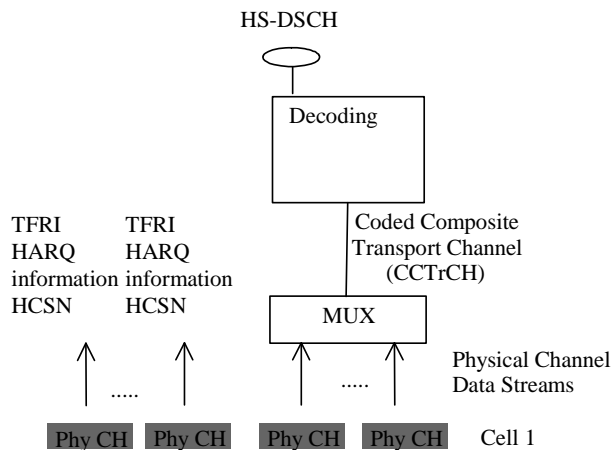 HS-DSCH
Decoding
TFRI
HARQ
information
HCSN
TFRI
HARQ
information
HCSN
Coded Composite
Transport Channel
(CCTrCH)
MUX
Physical Channel
Data Streams
.....
.....
Phy CH
Phy CH
Phy CH
Phy CH
Cell 1